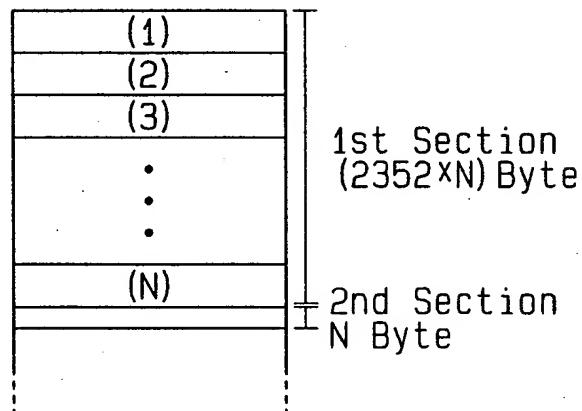 (1)
(2)
(3)
1st Section
(2352×N) Byte
(N)
2nd Section
N Byte